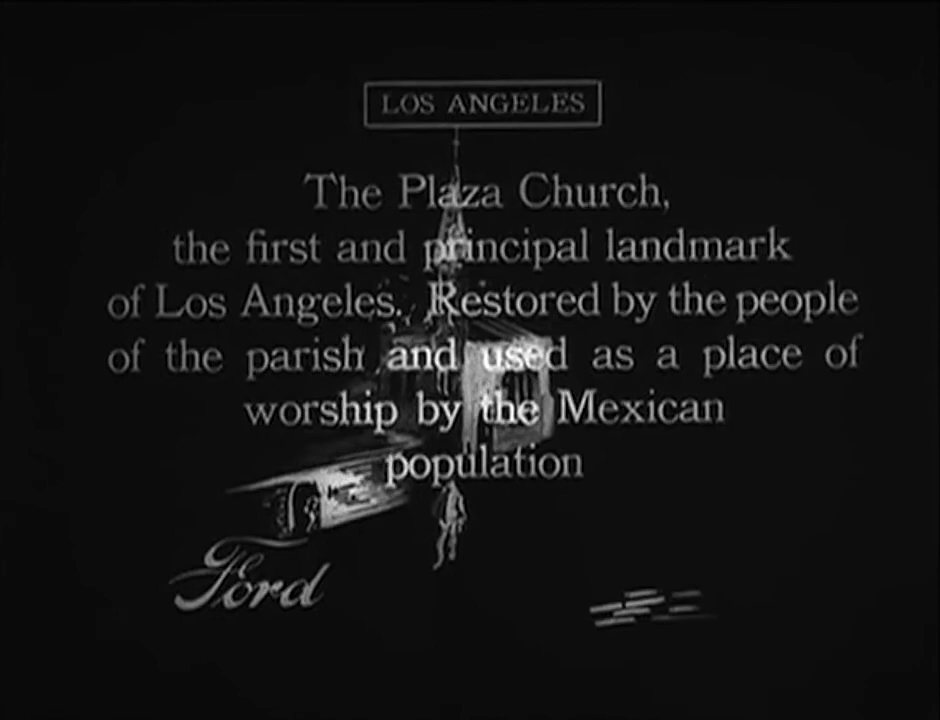 LOS ANGELES
The Plaza Church,
the first and principal landmark
of Los Angeles. Restored by the people
of the parish and used as a place of
worship by the Mexican
population
Ford